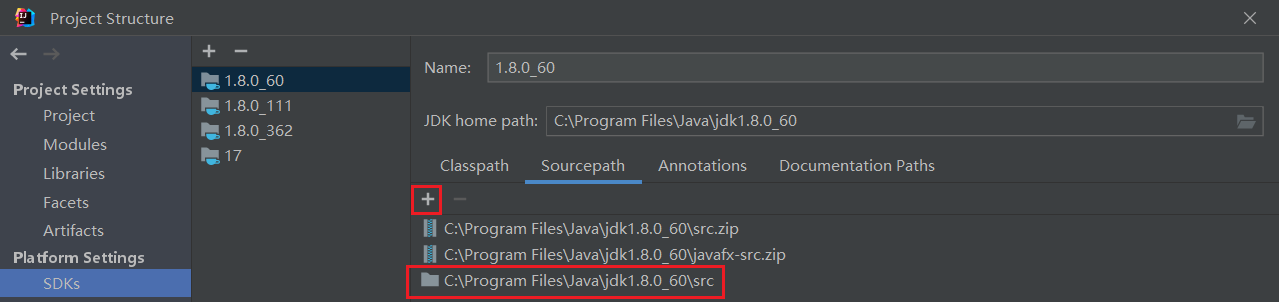 Project Structure
Project Settings
Project
Modules
Libraries
Facets
Artifacts
Platform Settings
SDKs
1.8.0_60
1.8.0_111
1.8.0_362
17
Name: 1.8.0_60
JDK home path: C:\Program Files\Java\jdk1.8.0_60
Classpath Sourcepath Annotations Documentation Paths
C:\Program Files\Java\jdk1.8.0_60\src.zip
C:\Program Files\Java\jdk1.8.0_60\javafx-src.zip
C:\Program Files\Java\jdk1.8.0_60\src